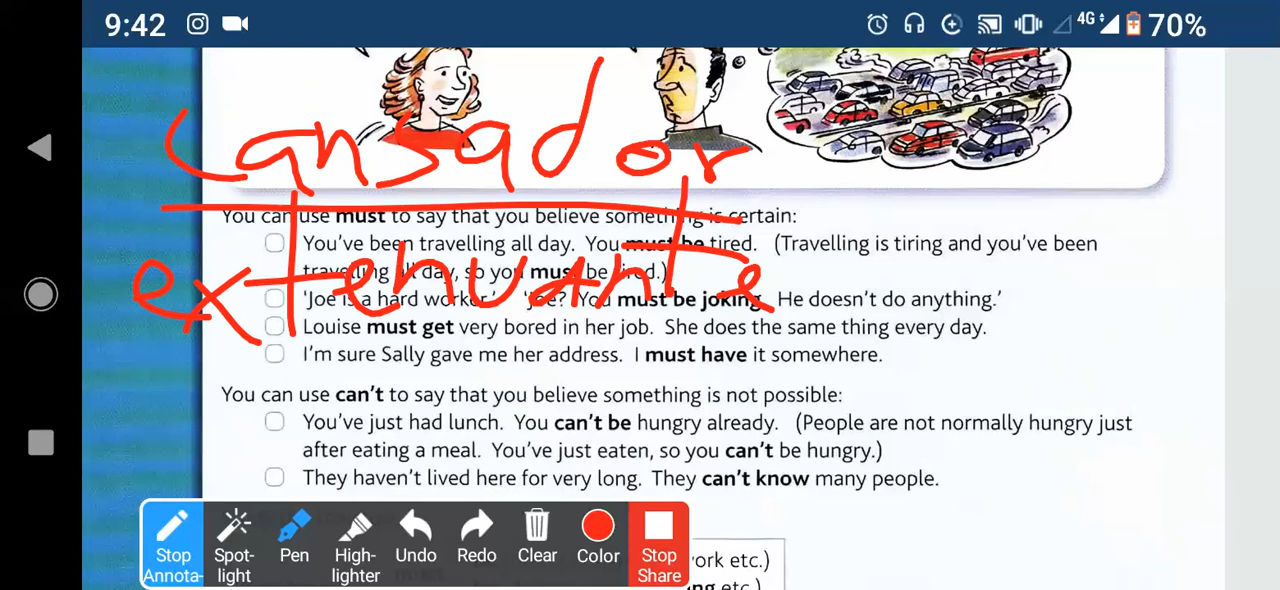 9:42 4G 70%
cansador
You can use must to say that you believe something is certain:
You've been travelling all day. You must be tired. (Travelling is tiring and you've been
travelling all day, so you must be tired.)
extenuante
'Joe is a hard worker.' 'Joe? You must be joking. He doesn't do anything.'
Louise must get very bored in her job. She does the same thing every day.
I'm sure Sally gave me her address. I must have it somewhere.
You can use can't to say that you believe something is not possible:
You've just had lunch. You can't be hungry already. (People are not normally hungry just
after eating a meal. You've just eaten, so you can't be hungry.)
They haven't lived here for very long. They can't know many people.
ork etc.)
ng etc.)
Stop Annota- Spot-light Pen High-lighter Undo Redo Clear Color Stop Share